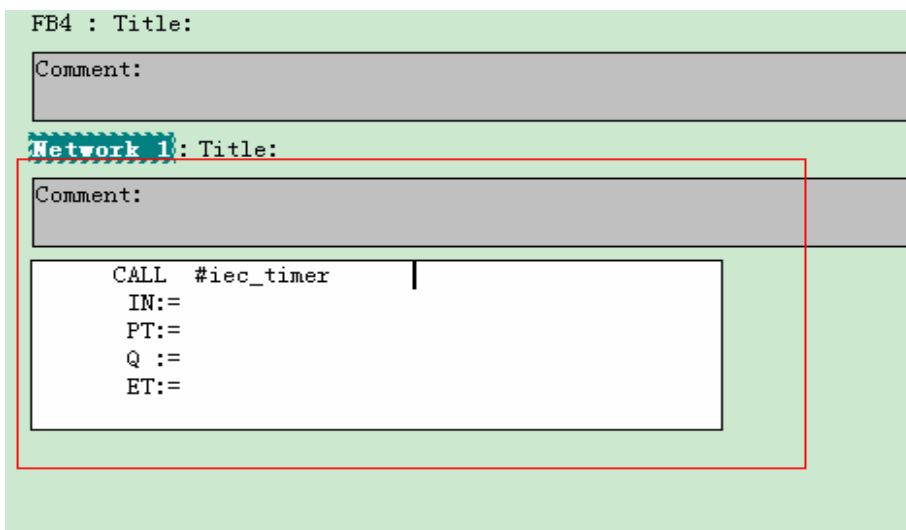 FB4 : Title:
Comment:
Network 1: Title:
Comment:
CALL #iec_timer
IN:=
PT:=
Q :=
ET:=